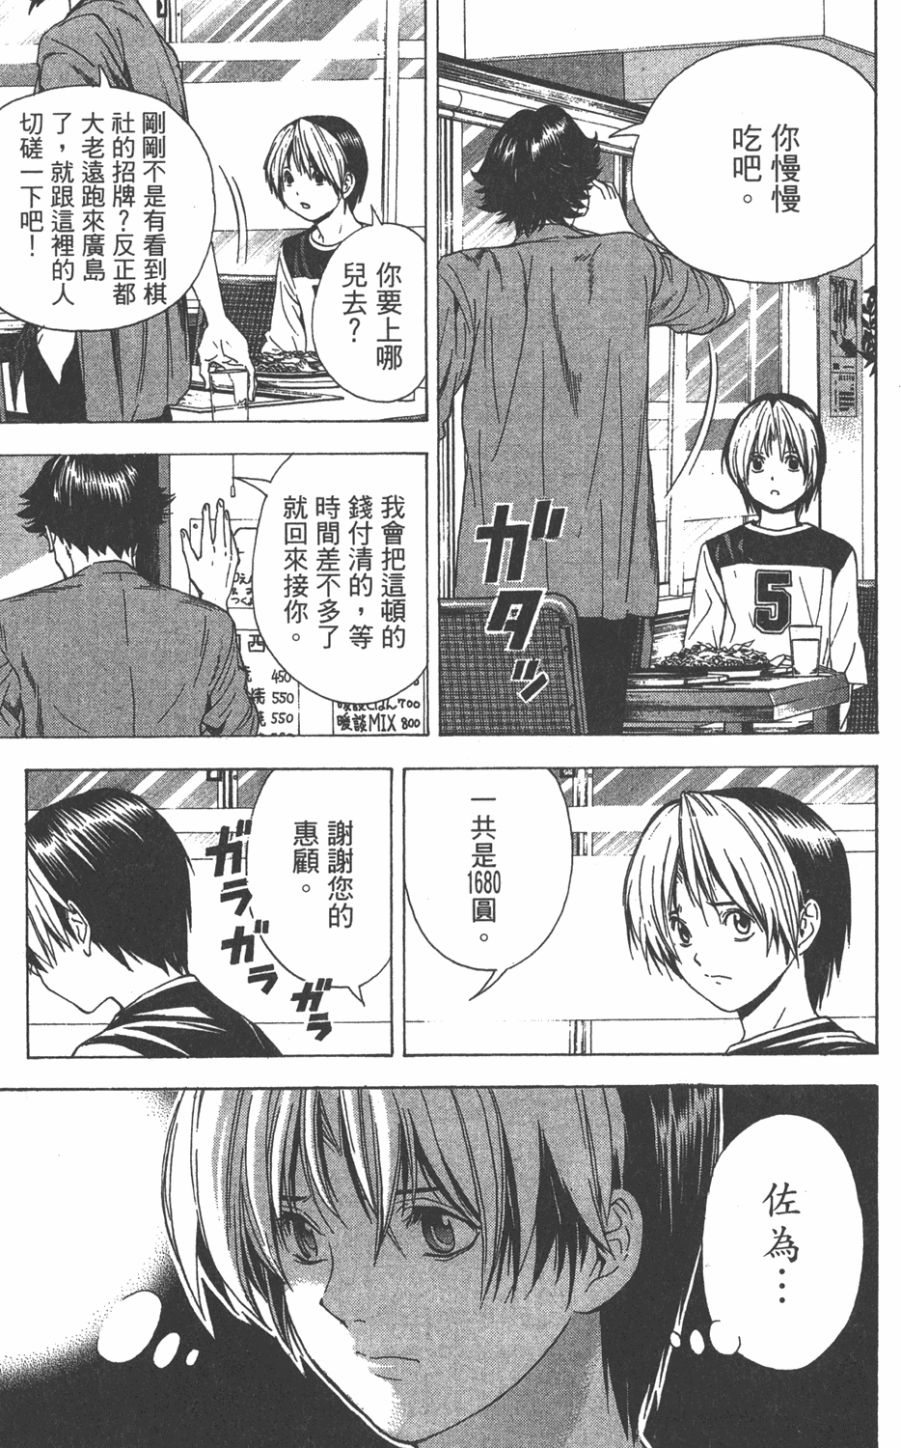 你慢慢
吃吧。
ガタッ
你要上哪
兒去？
剛剛不是有看到棋
社的招牌？反正都
大老遠跑來廣島
了，就跟這裡的人
切磋一下吧！
5
我會把這頓的
錢付清的，等
時間差不多了
就回來接你。
西
450
550
550
700
MIX 800
一共是
1680
圓。
謝謝您的
惠顧。
ガラ
ガラ
ガラ
佐為…